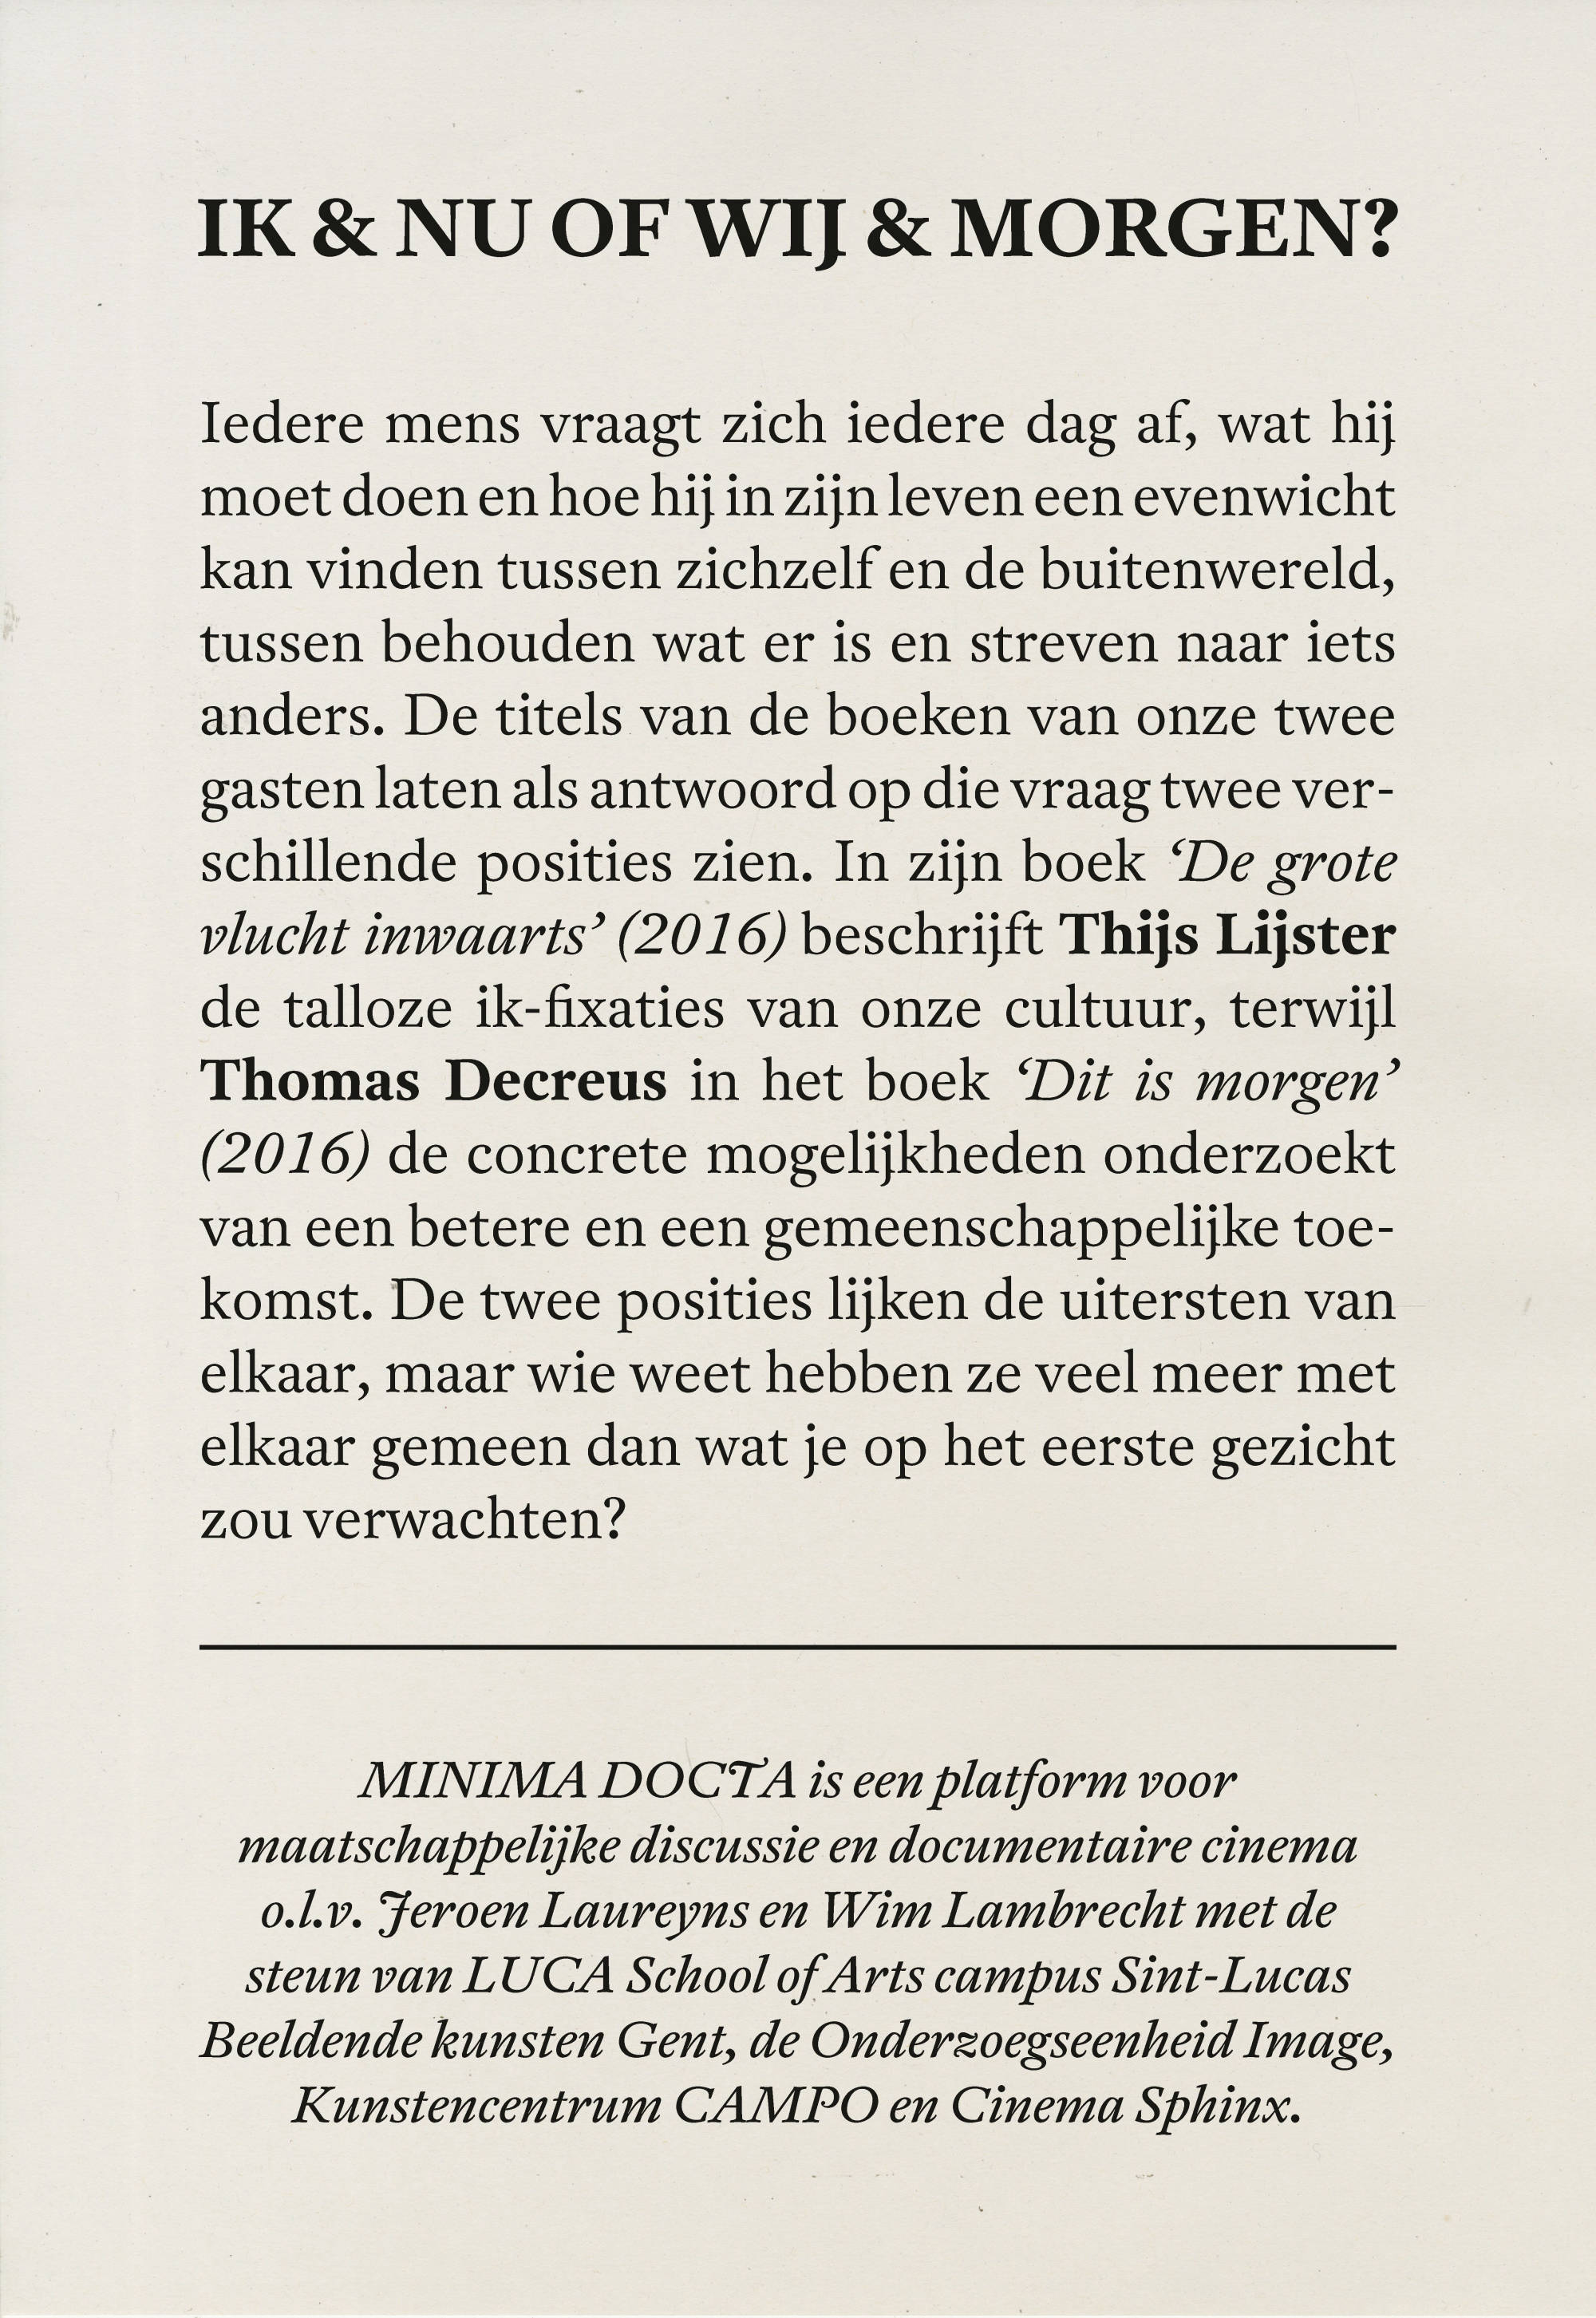 IK & NU OF WIJ & MORGEN?
Iedere mens vraagt zich iedere dag af, wat hij
moet doen en hoe hij in zijn leven een evenwicht
kan vinden tussen zichzelf en de buitenwereld,
tussen behouden wat er is en streven naar iets
anders. De titels van de boeken van onze twee
gasten laten als antwoord op die vraag twee ver-
schillende posities zien. In zijn boek ‘De grote
vlucht inwaarts’ (2016) beschrijft Thijs Lijster
de talloze ik-fixaties van onze cultuur, terwijl
Thomas Decreus in het boek ‘Dit is morgen’
(2016) de concrete mogelijkheden onderzoekt
van een betere en een gemeenschappelijke toe-
komst. De twee posities lijken de uitersten van
elkaar, maar wie weet hebben ze veel meer met
elkaar gemeen dan wat je op het eerste gezicht
zou verwachten?
MINIMA DOCTA is een platform voor
maatschappelijke discussie en documentaire cinema
o.l.v. Jeroen Laureyns en Wim Lambrecht met de
steun van LUCA School of Arts campus Sint-Lucas
Beeldende kunsten Gent, de Onderzoegseenheid Image,
Kunstencentrum CAMPO en Cinema Sphinx.